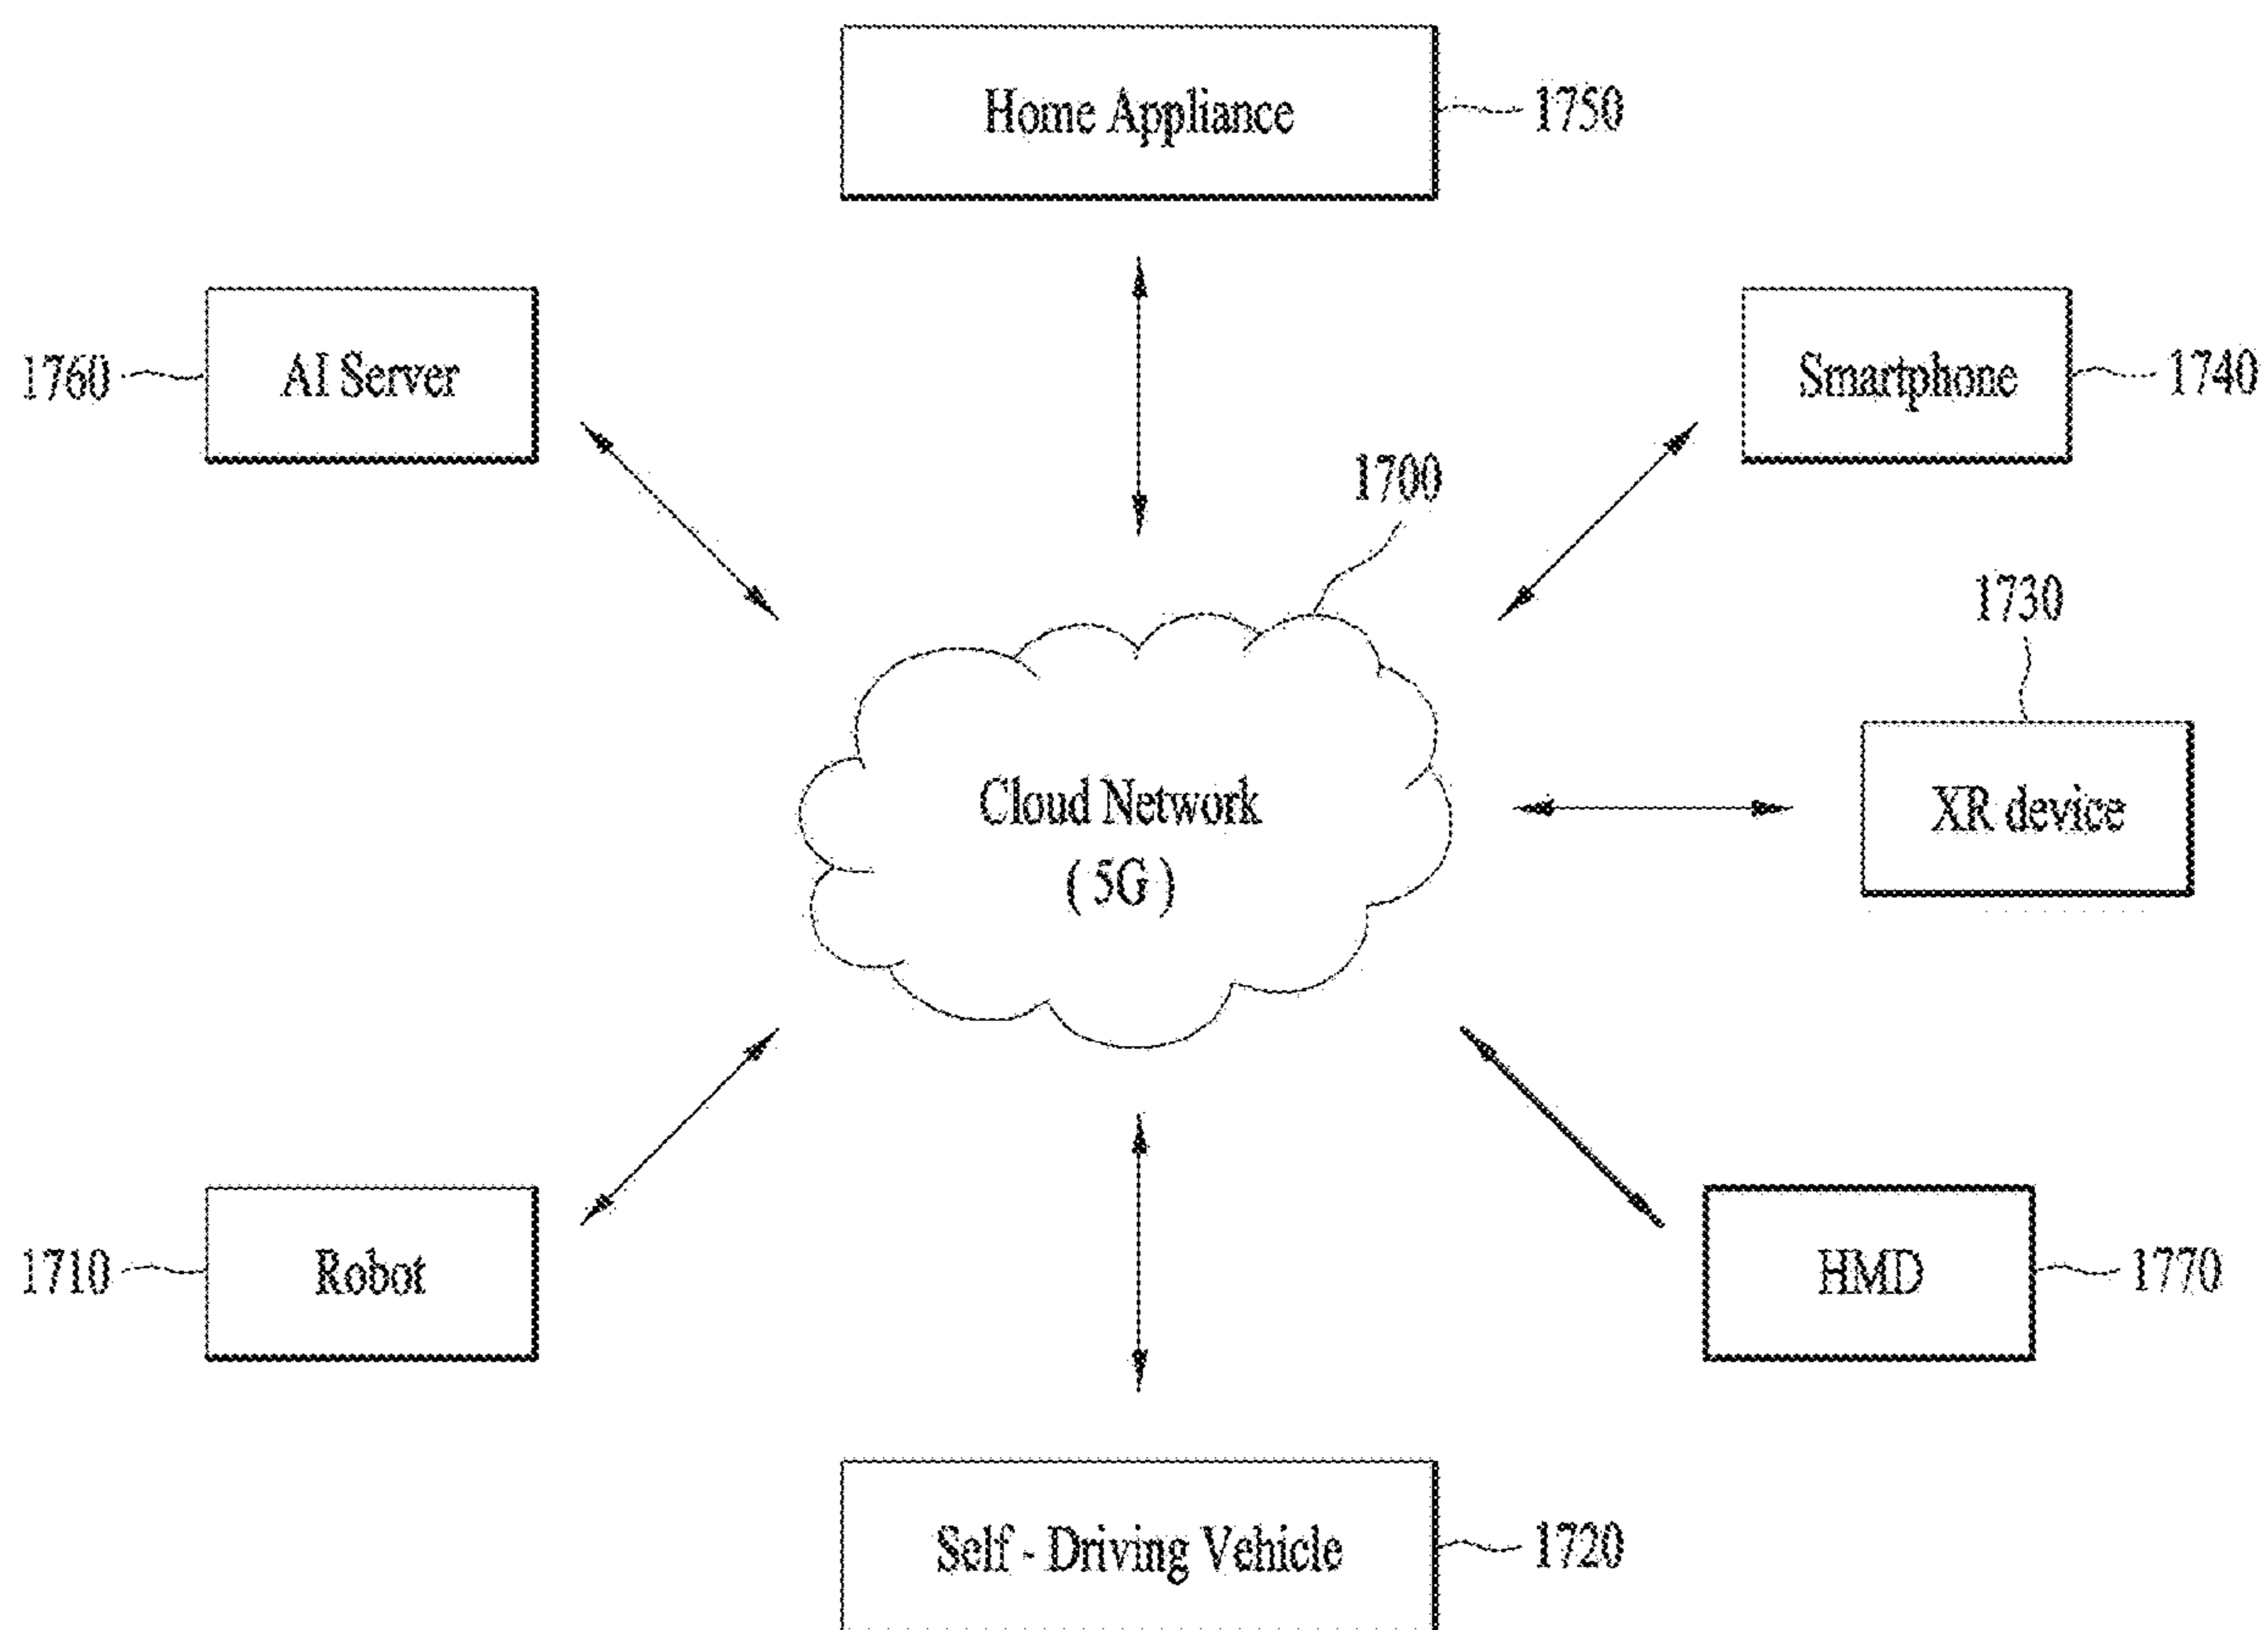 Home Appliance
1750
1760
AI Server
Smartphone
1740
1700
1730
Cloud Network
( 5G )
XR device
1710
Robot
HMD
1770
Self - Driving Vehicle
1720